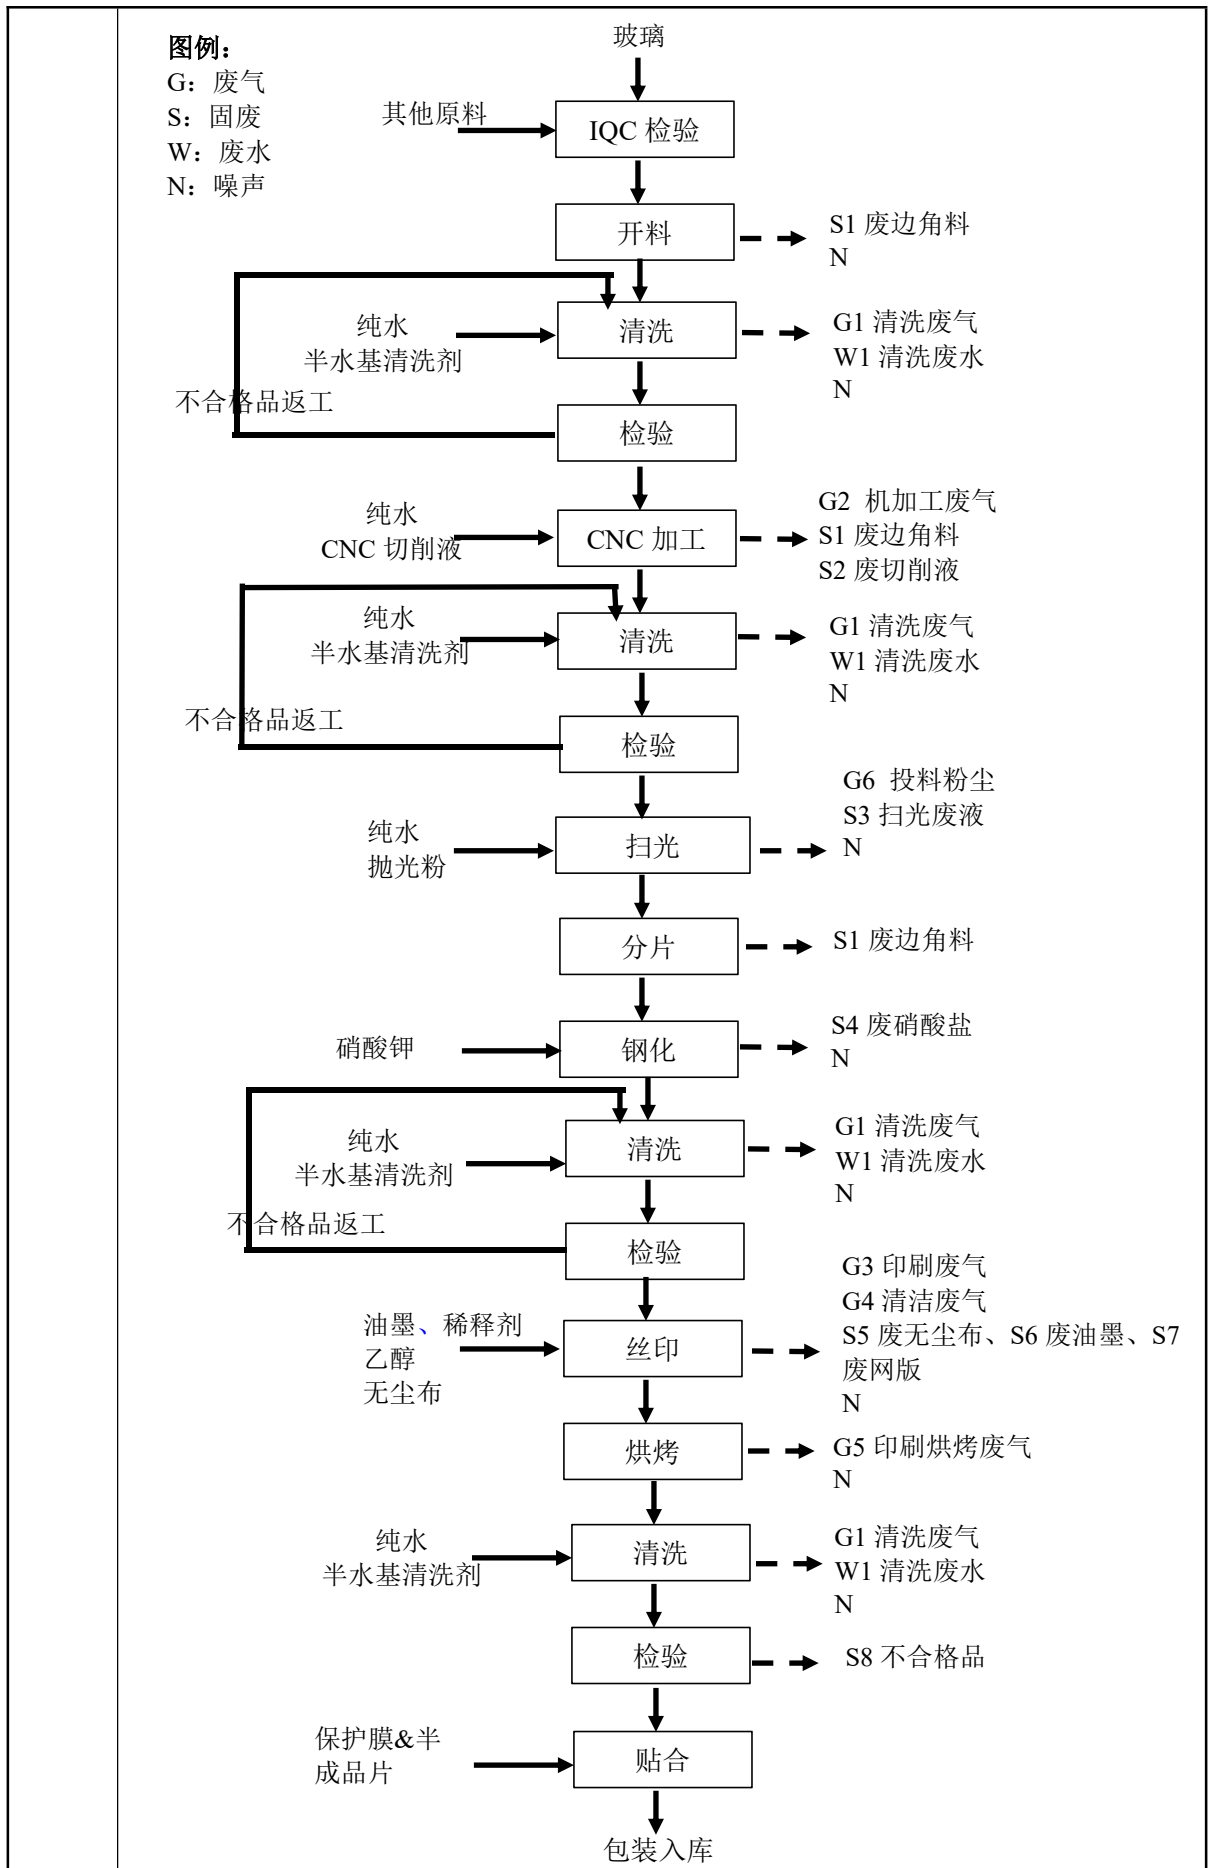 图例：
G：废气
S：固废
W：废水
N：噪声
玻璃
其他原料
IQC 检验
开料
S1 废边角料
N
纯水
半水基清洗剂
清洗
G1 清洗废气
W1 清洗废水
N
不合格品返工
检验
纯水
CNC 切削液
CNC 加工
G2 机加工废气
S1 废边角料
S2 废切削液
纯水
半水基清洗剂
清洗
G1 清洗废气
W1 清洗废水
N
不合格品返工
检验
纯水
抛光粉
扫光
G6 投料粉尘
S3 扫光废液
N
分片
S1 废边角料
硝酸钾
钢化
S4 废硝酸盐
N
纯水
半水基清洗剂
清洗
G1 清洗废气
W1 清洗废水
N
不合格品返工
检验
油墨、稀释剂
乙醇
无尘布
丝印
G3 印刷废气
G4 清洁废气
S5 废无尘布、S6 废油墨、S7
废网版
N
烘烤
G5 印刷烘烤废气
N
纯水
半水基清洗剂
清洗
G1 清洗废气
W1 清洗废水
N
检验
S8 不合格品
保护膜&半
成品片
贴合
包装入库